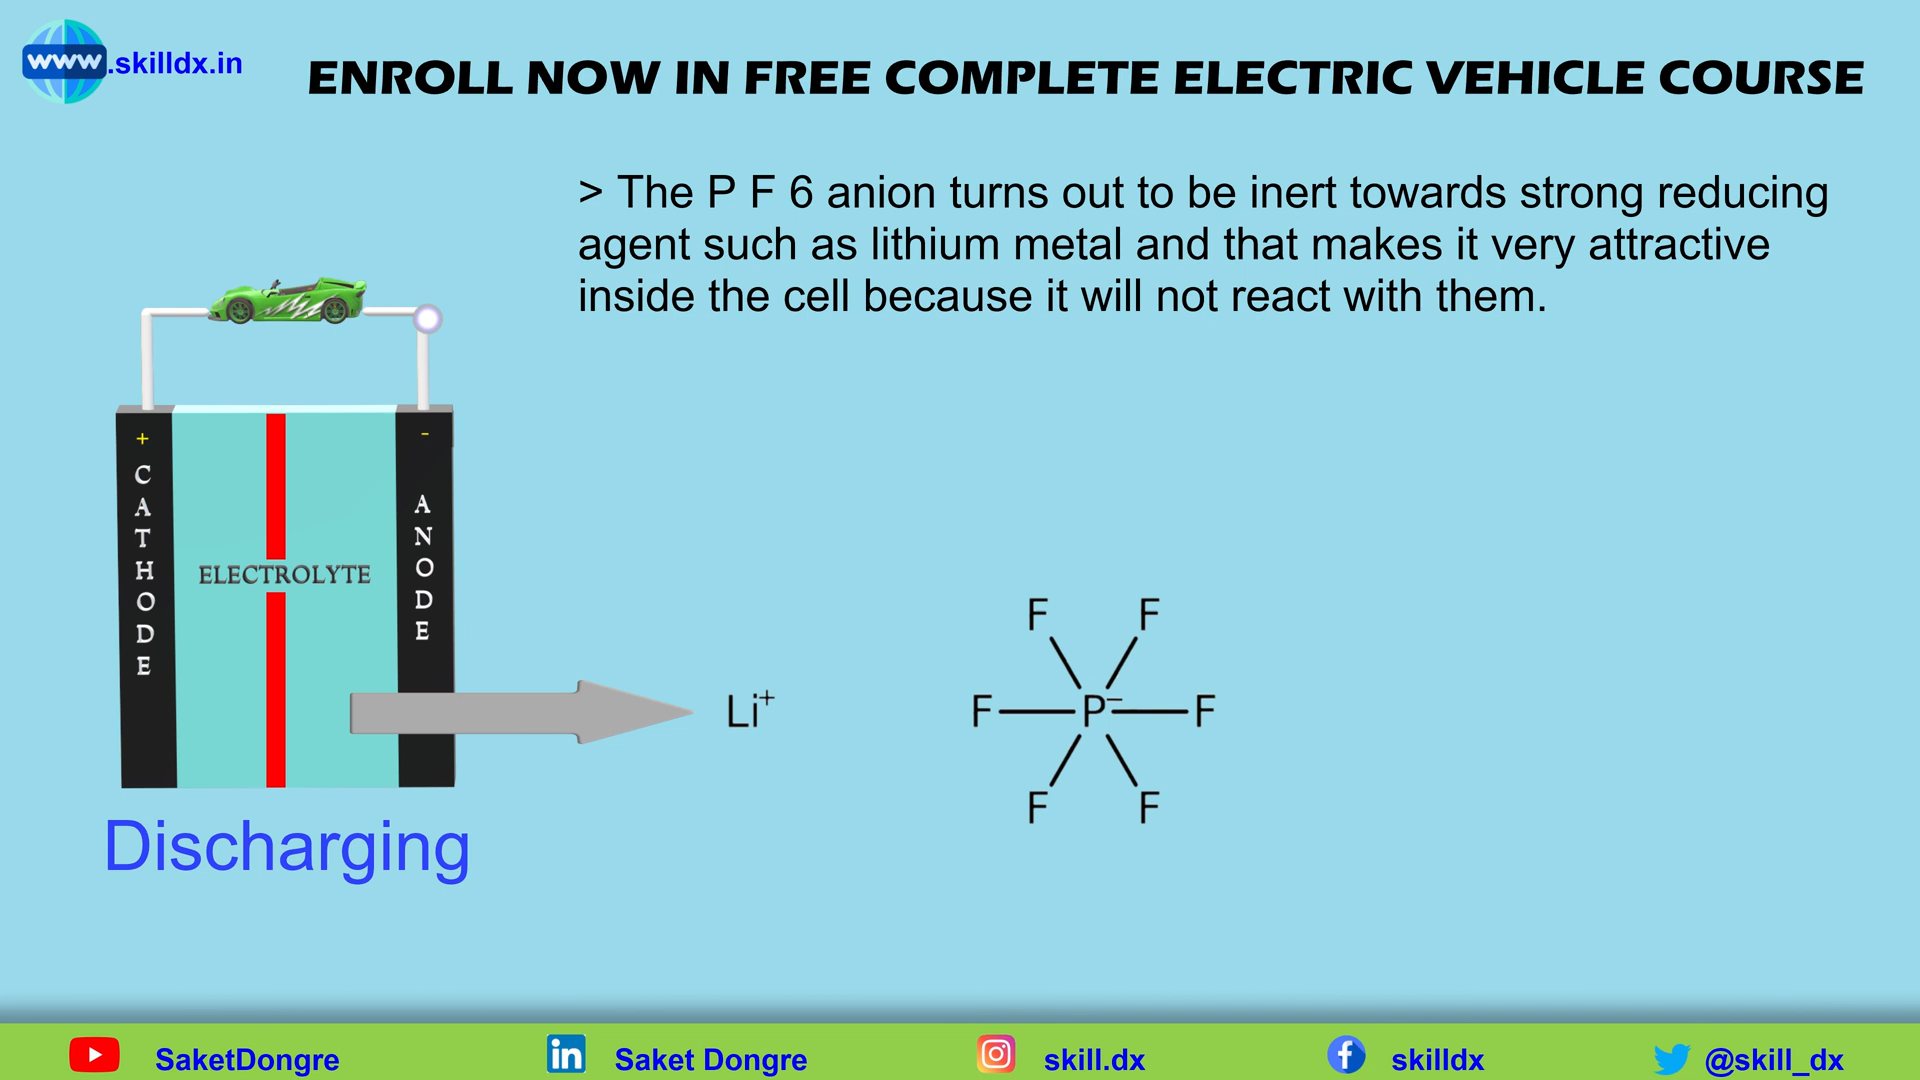 www.skilldx.in
ENROLL NOW IN FREE COMPLETE ELECTRIC VEHICLE COURSE
> The P F 6 anion turns out to be inert towards strong reducing
agent such as lithium metal and that makes it very attractive
inside the cell because it will not react with them.
+
CATHODE
ELECTROLYTE
-
ANODE
Li⁺
F F
F P⁻ F
F F
Discharging
SaketDongre
in Saket Dongre
skill.dx
f skilldx
@skill_dx